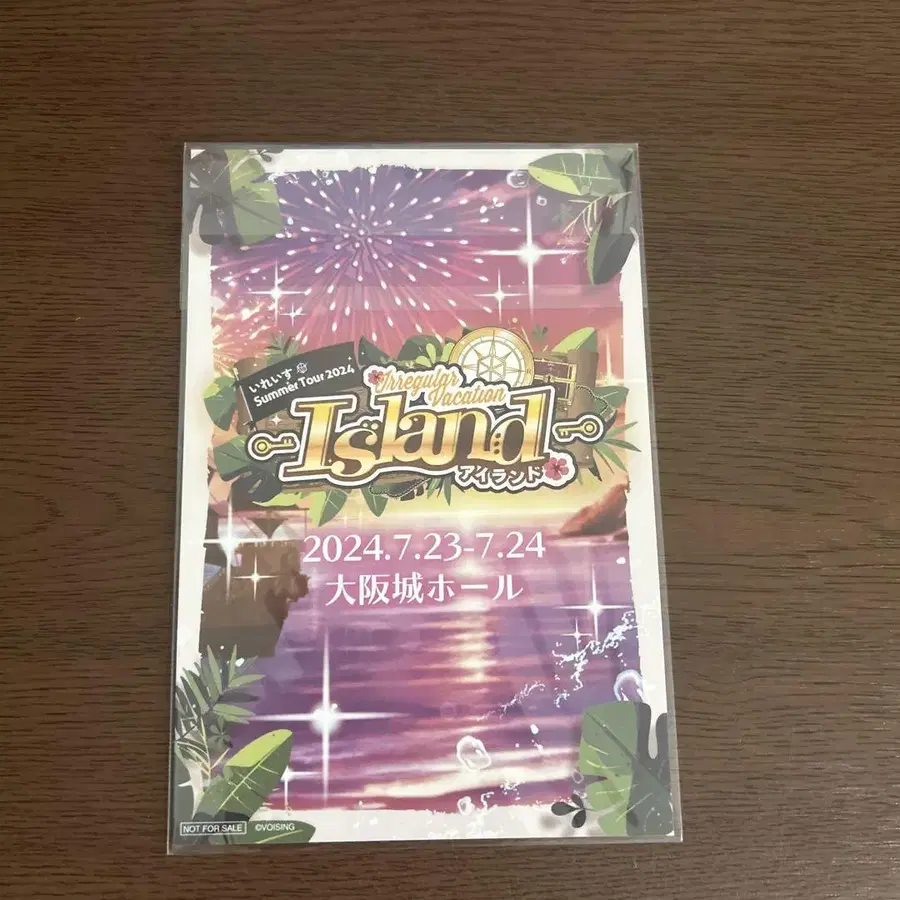 いれいす
Summer Tour 2024
Irregular
Vacation
Island
アイランド
2024.7.23-7.24
大阪城ホール
NOT FOR SALE ©VOISING